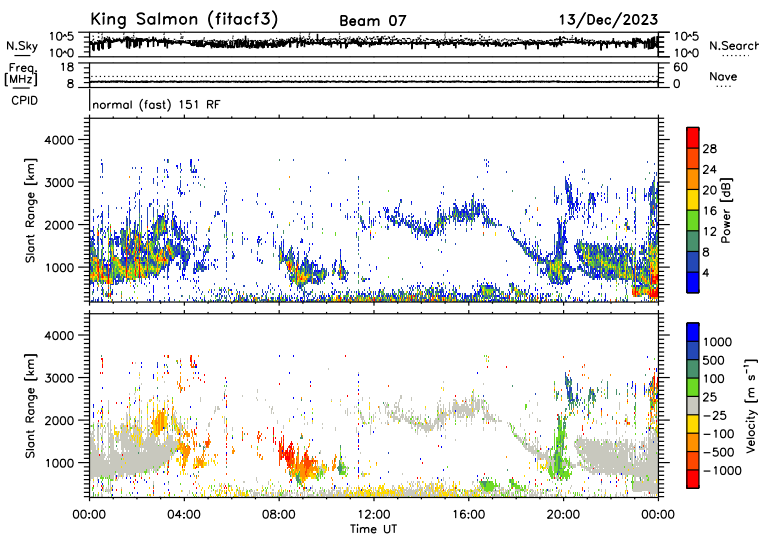 King Salmon (fitacf3) Beam 07 13/Dec/2023
N.Sky 10^5 10^0 10^5 10^0 N.Search
Freq. [MHz] 18 8 60 0 Nave
CPID normal (fast) 151 RF
Slant Range [km] 4000 3000 2000 1000
Power [dB] 28 24 20 16 12 8 4
Slant Range [km] 4000 3000 2000 1000
Velocity [m s⁻¹] 1000 500 100 25 −25 −100 −500 −1000
00:00 04:00 08:00 12:00 16:00 20:00 00:00
Time UT